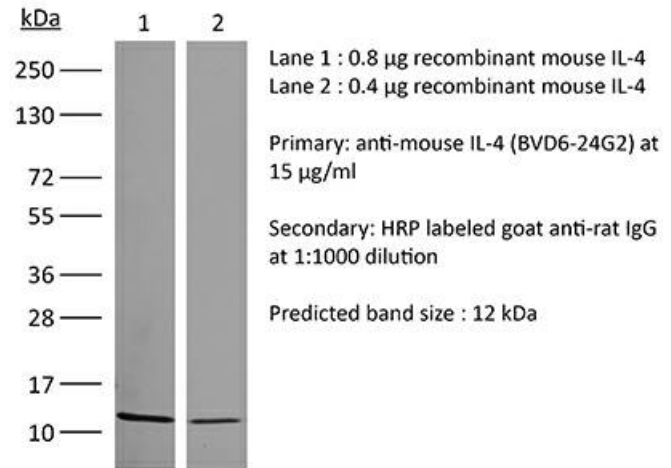 kDa
1 2
250
130
72
55
36
28
17
10
Lane 1 : 0.8 µg recombinant mouse IL-4
Lane 2 : 0.4 µg recombinant mouse IL-4
Primary: anti-mouse IL-4 (BVD6-24G2) at
15 µg/ml
Secondary: HRP labeled goat anti-rat IgG
at 1:1000 dilution
Predicted band size : 12 kDa